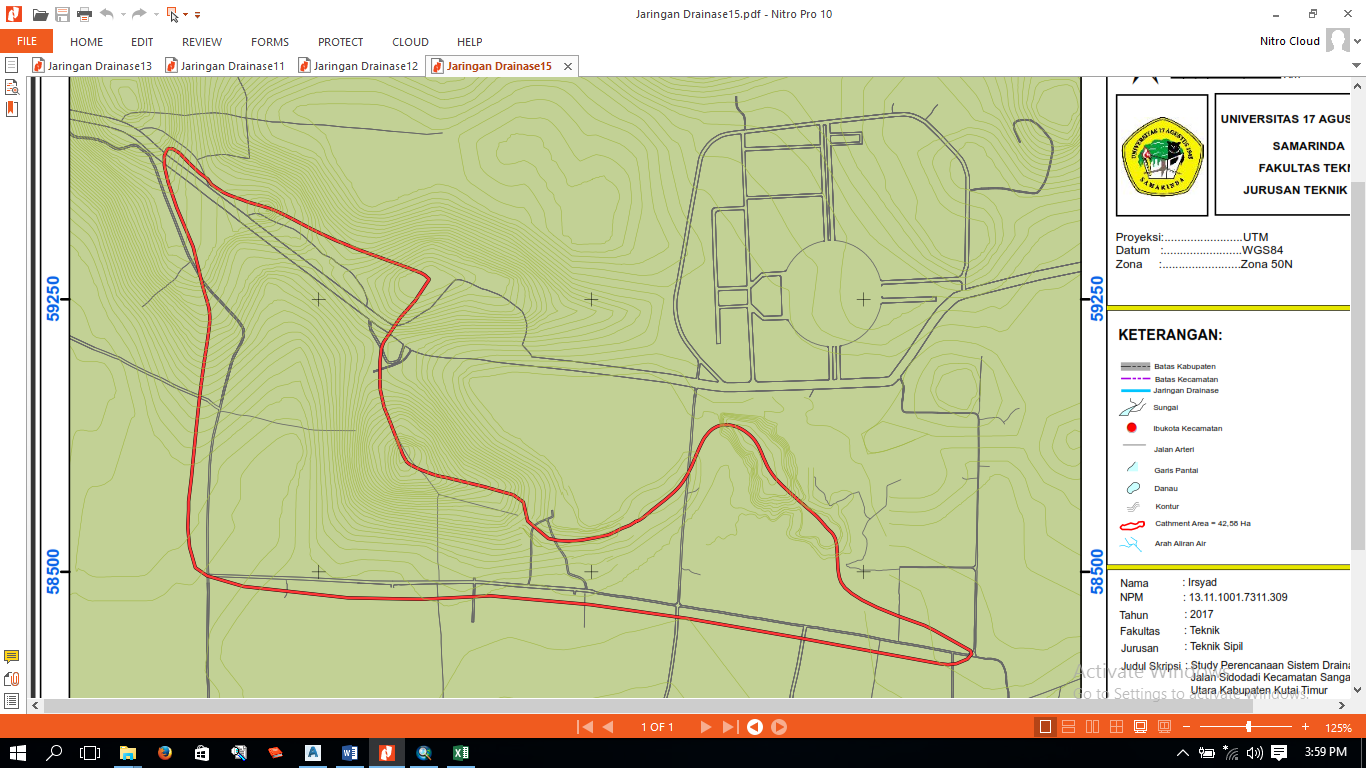 Jaringan Drainase15.pdf - Nitro Pro 10
FILE HOME EDIT REVIEW FORMS PROTECT CLOUD HELP
Nitro Cloud
Jaringan Drainase13 Jaringan Drainase11 Jaringan Drainase12 Jaringan Drainase15
59250
58500
59250
58500
UNIVERSITAS 17 AGUSTUS 1945
SAMARINDA
UNIVERSITAS 17 AGUS
SAMARINDA
FAKULTAS TEKN
JURUSAN TEKNIK
Proyeksi:........................UTM
Datum :........................WGS84
Zona :.........................Zona 50N
KETERANGAN:
Batas Kabupaten
Batas Kecamatan
Jaringan Drainase
Sungai
Ibukota Kecamatan
Jalan Arteri
Garis Pantai
Danau
Kontur
Cathment Area = 42,56 Ha
Arah Aliran Air
Nama : Irsyad
NPM : 13.11.1001.7311.309
Tahun : 2017
Fakultas : Teknik
Jurusan : Teknik Sipil
Judul Skripsi : Study Perencanaan Sistem Draina
Jalan Sidodadi Kecamatan Sanga
Utara Kabupaten Kutai Timur
Activate Windows
Go to Settings to activate Windows.
1 OF 1
125%
3:59 PM